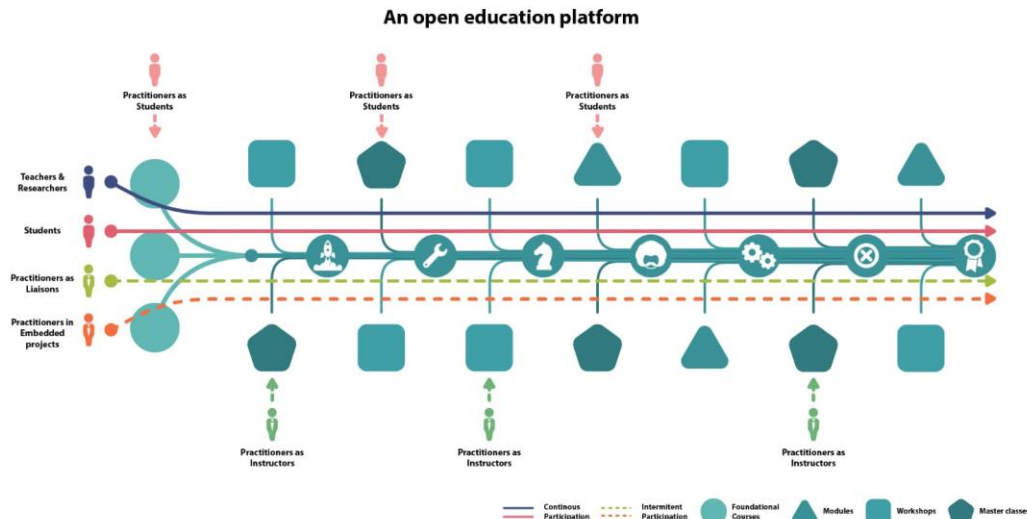 An open education platform
Practitioners as
Students
Practitioners as
Students
Practitioners as
Students
Teachers &
Researchers
Students
Practitioners as
Liaisons
Practitioners in
Embedded
projects
Practitioners as
Instructors
Practitioners as
Instructors
Practitioners as
Instructors
Continous
Participation
Intermitent
Participation
Foundational
Courses
Modules
Workshops
Master classe